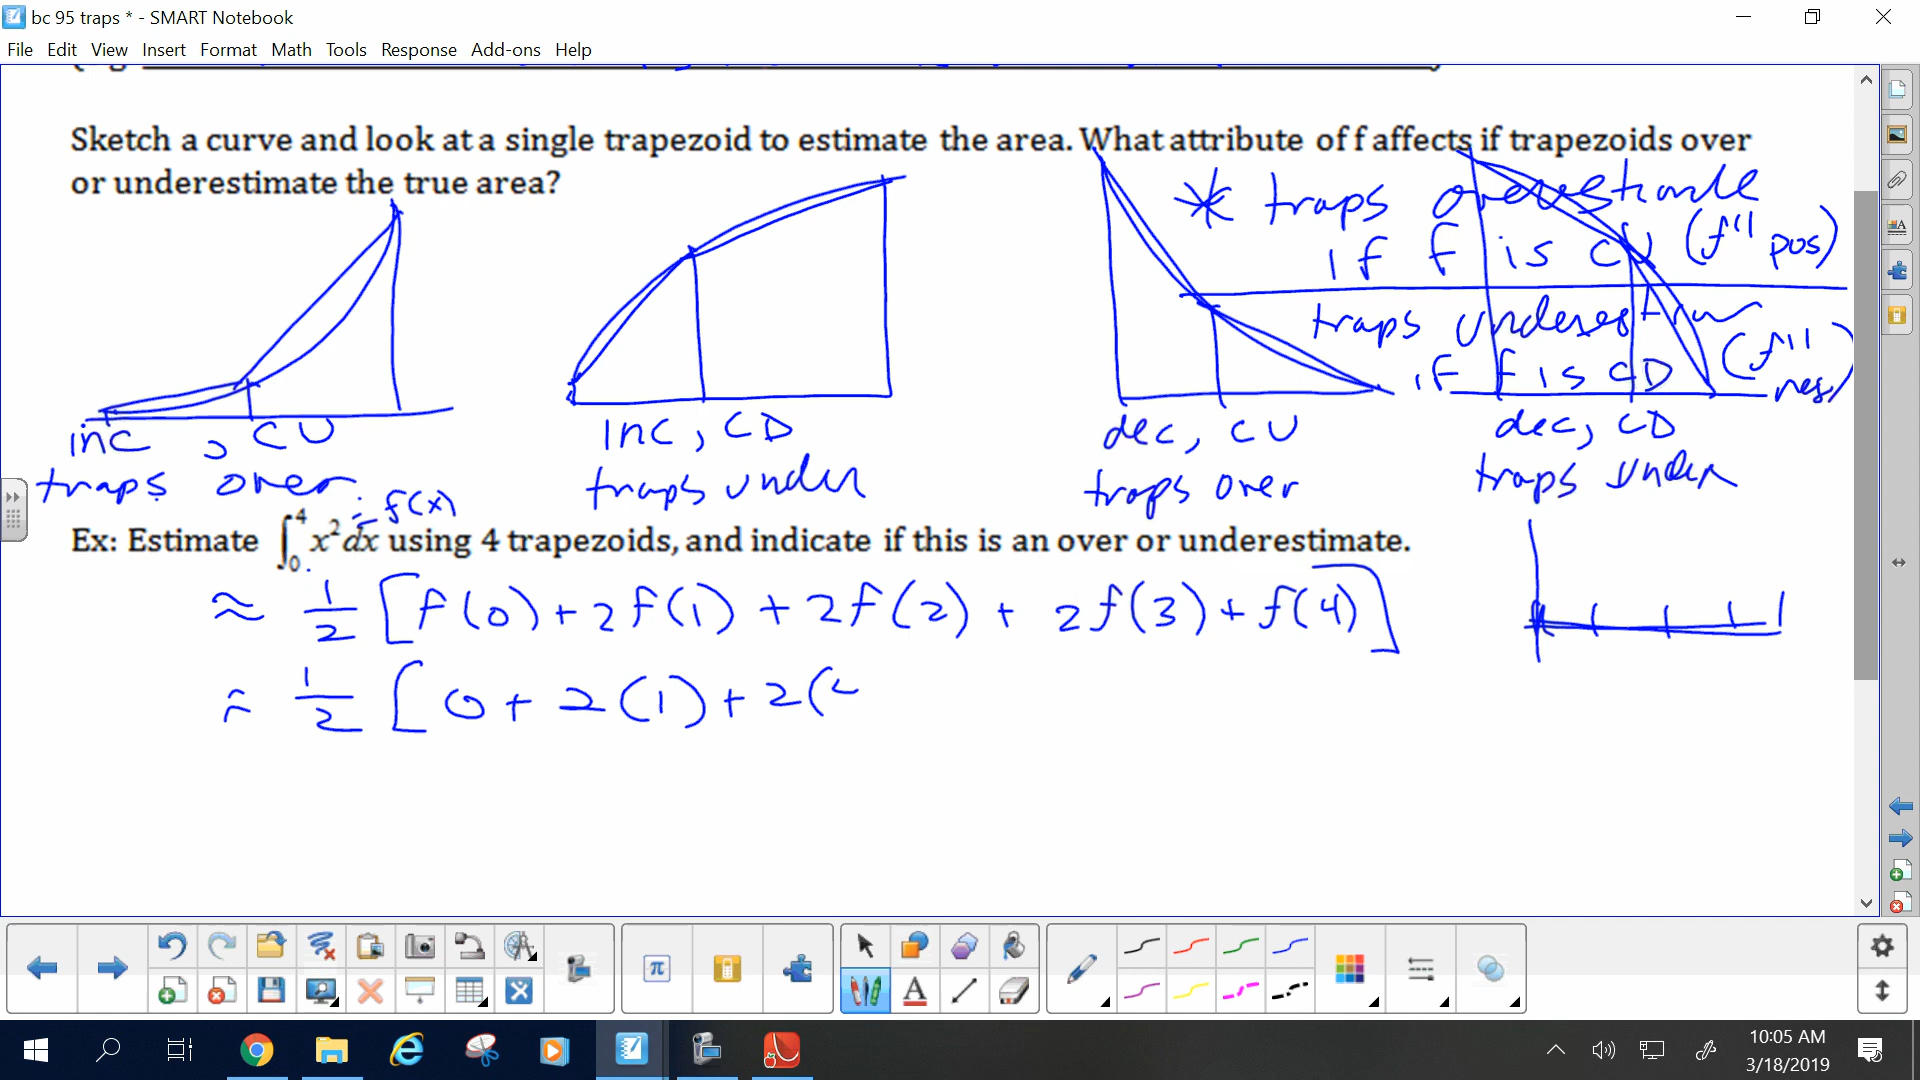 bc 95 traps * - SMART Notebook
File Edit View Insert Format Math Tools Response Add-ons Help
Sketch a curve and look at a single trapezoid to estimate the area. What attribute of f affects if trapezoids over
or underestimate the true area?
* traps overestimate
if f is CU (f'' pos)
traps underestim
if f is CD (f'' neg)
inc , CU
traps over
inc, CD
traps under
dec, CU
traps over
dec, CD
traps under
= f(x)
Ex: Estimate ∫₀⁴ x² dx using 4 trapezoids, and indicate if this is an over or underestimate.
≈ 1/2 [f(0) + 2f(1) + 2f(2) + 2f(3) + f(4)]
≈ 1/2 [0 + 2(1) + 2(4
10:05 AM
3/18/2019